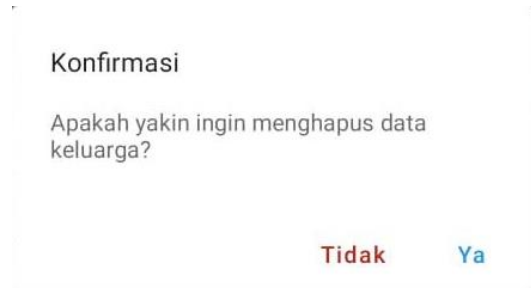 Konfirmasi
Apakah yakin ingin menghapus data
keluarga?
Tidak Ya